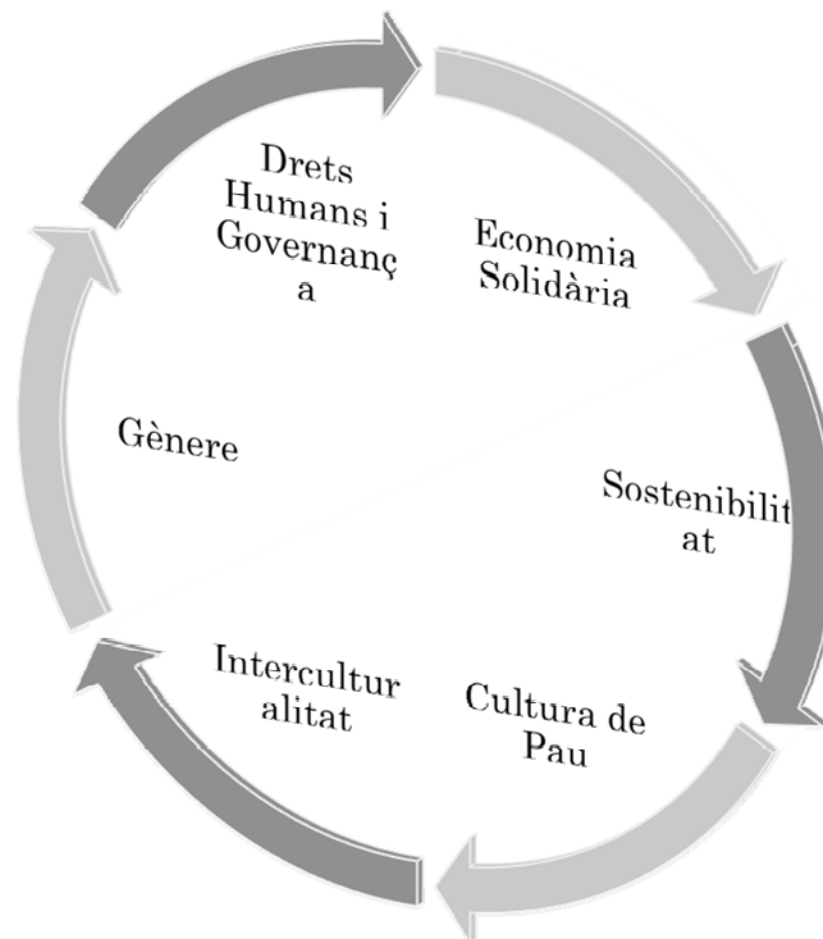 Drets
Humans i
Governanç
a
Economia
Solidària
Sostenibilit
at
Cultura de
Pau
Intercultur
alitat
Gènere